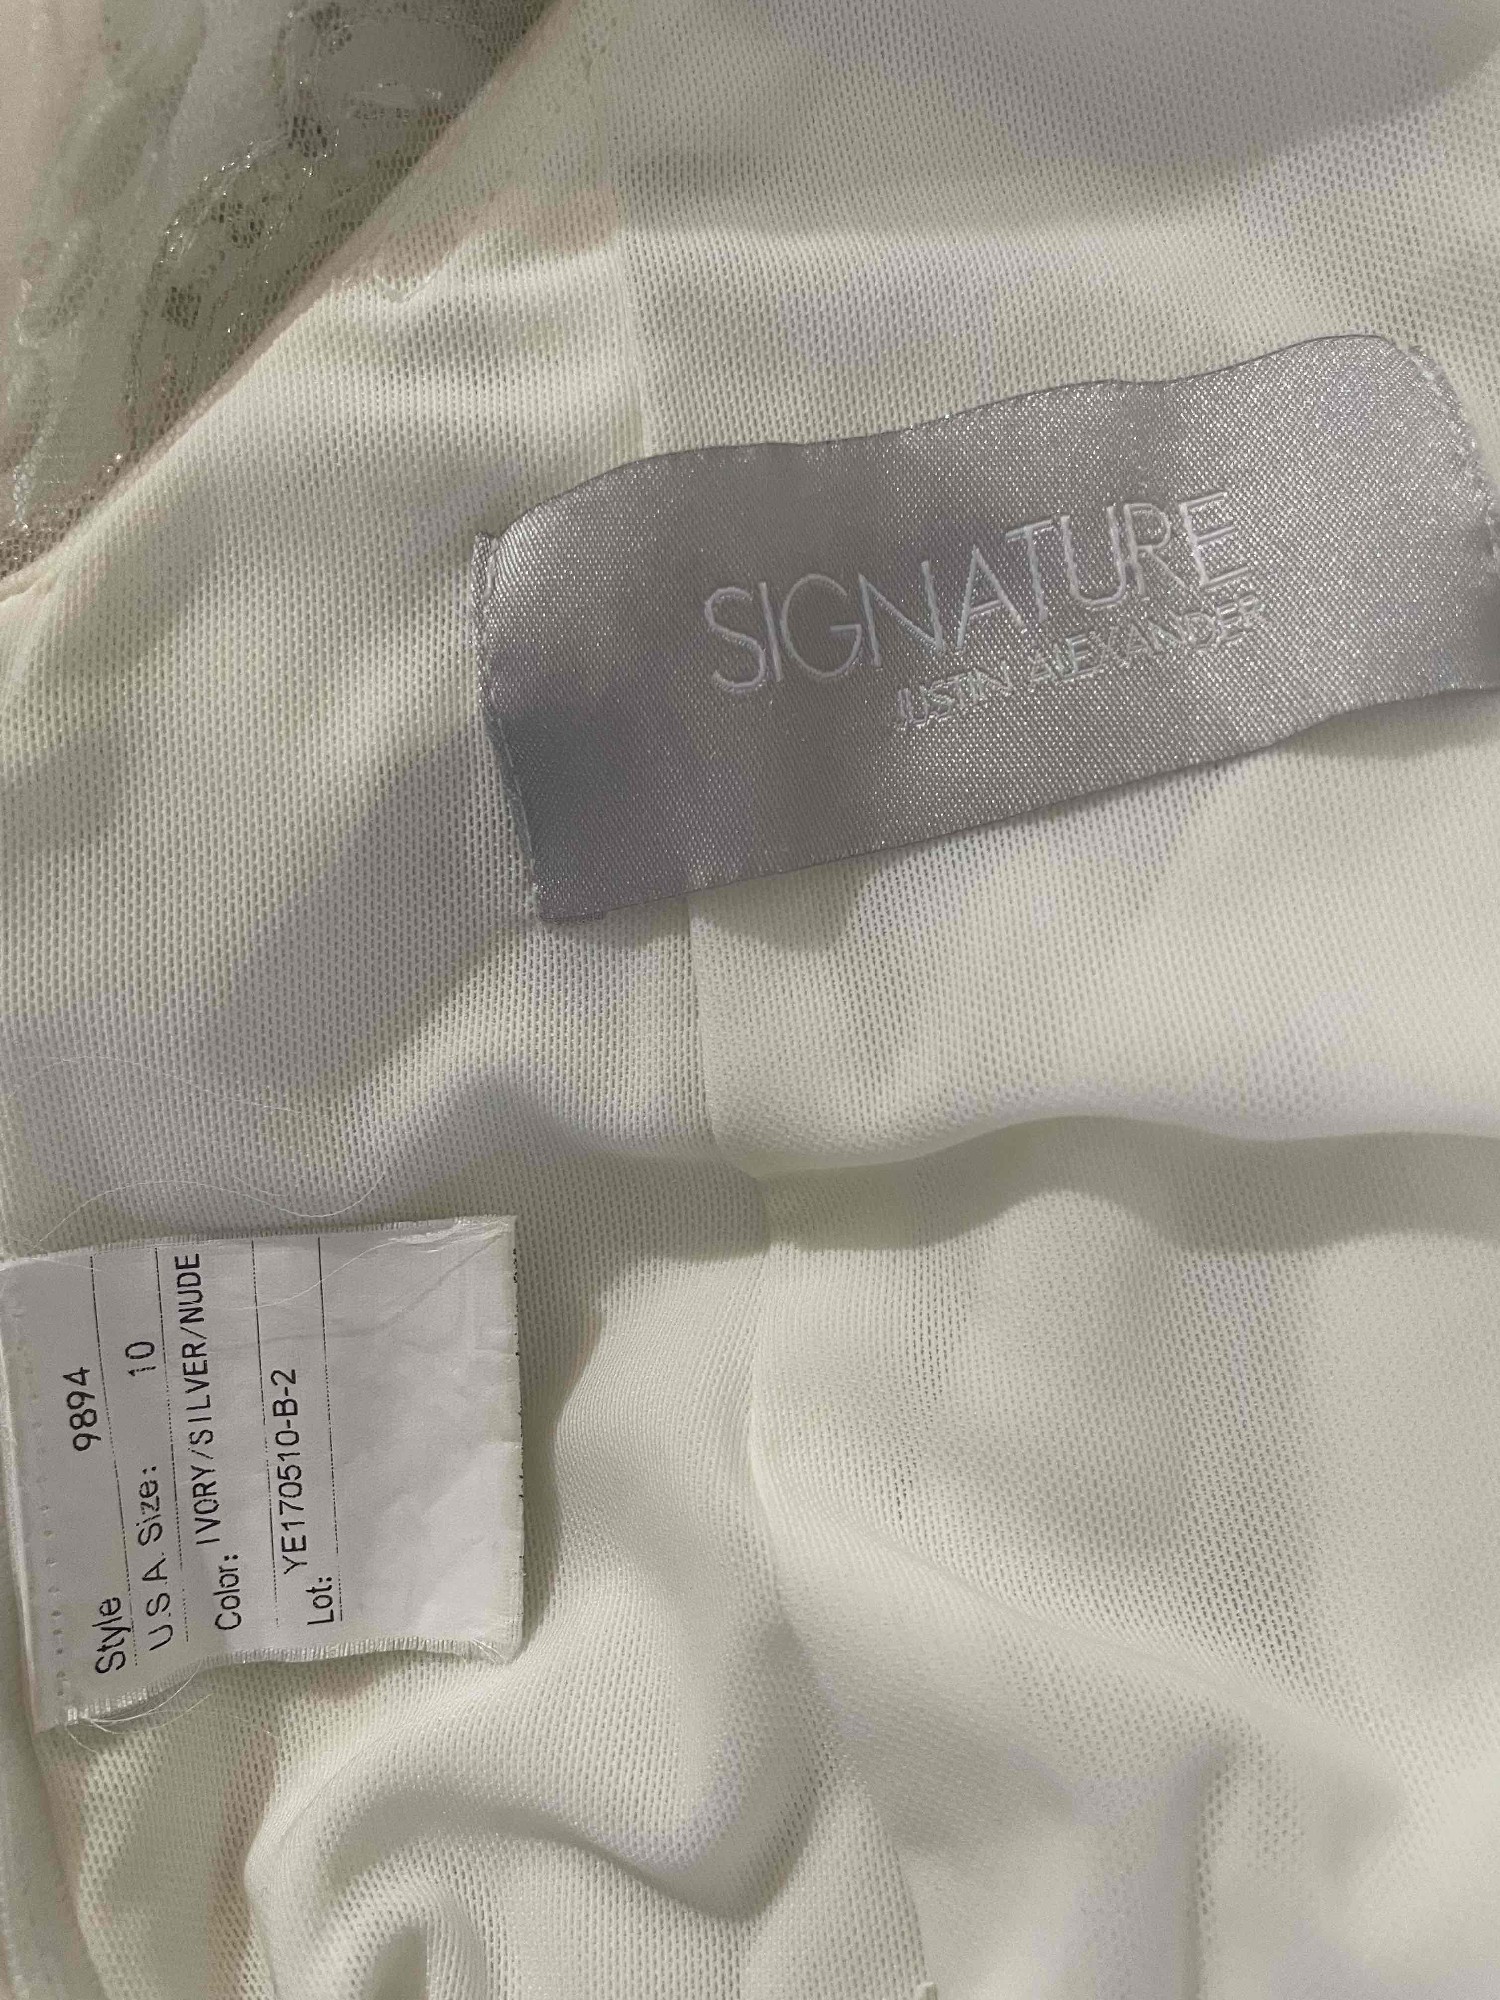 SIGNATURE
JUSTIN ALEXANDER
Style 9894
U.S.A. Size: 10
IVORY/SILVER/NUDE
Color:
YE170510-B-2
Lot: